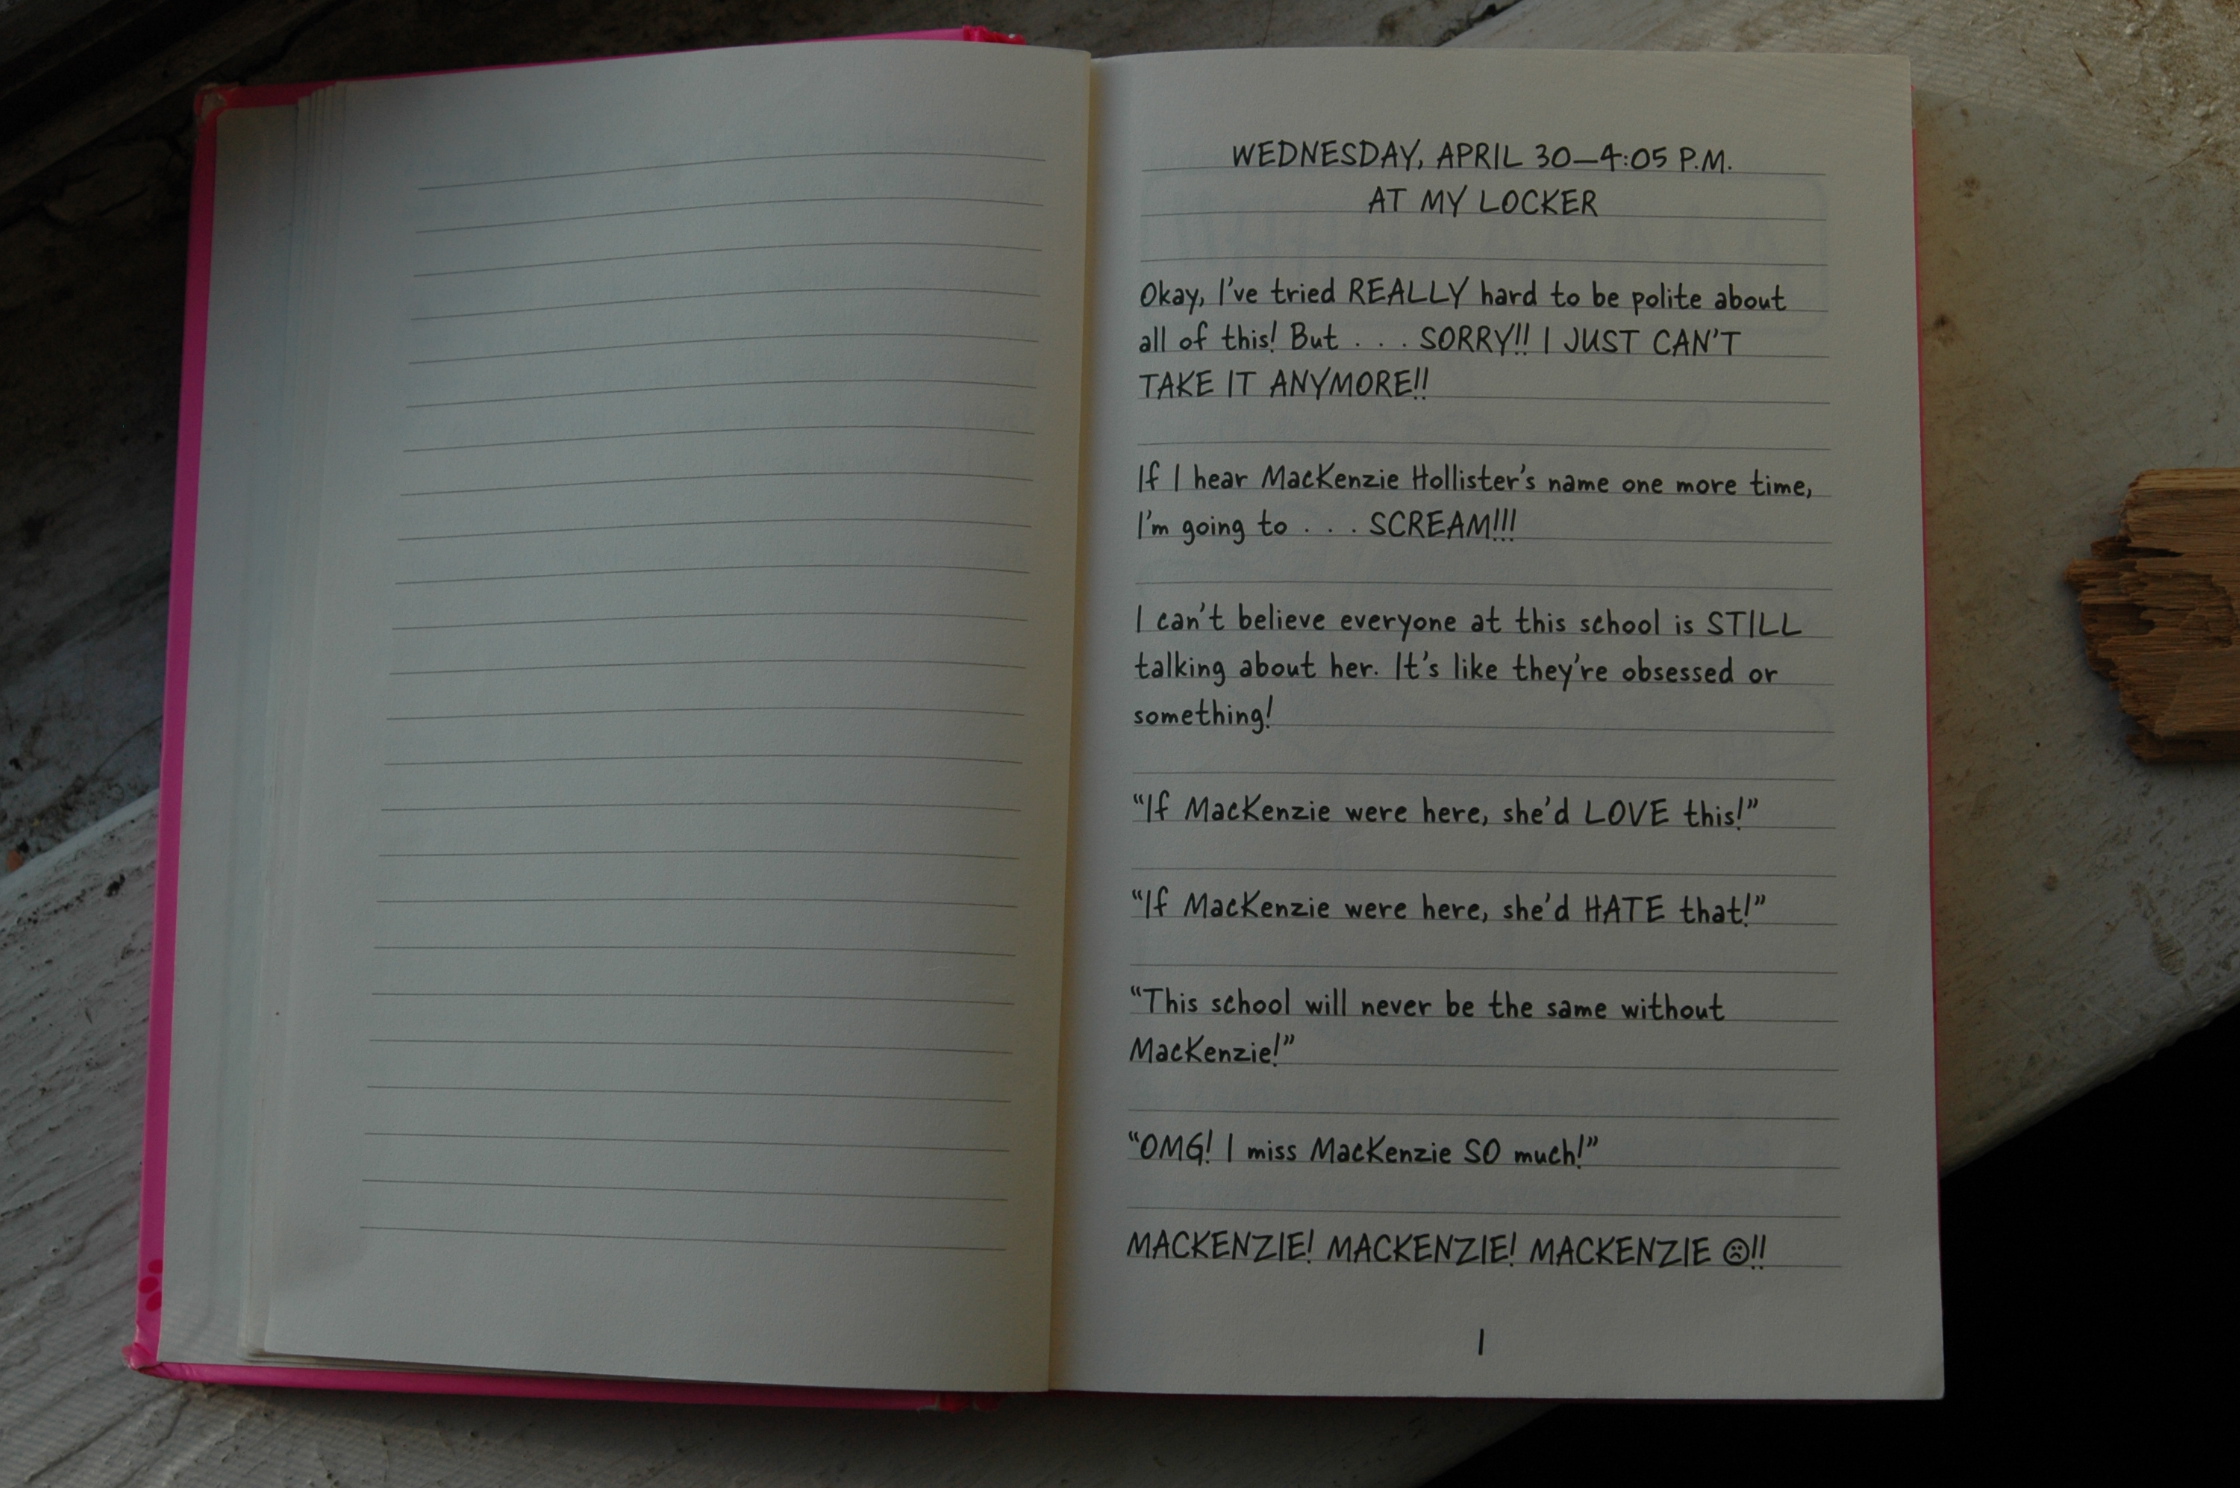 WEDNESDAY, APRIL 30—4:05 P.M.
AT MY LOCKER
Okay, I've tried REALLY hard to be polite about
all of this! But . . . SORRY!! I JUST CAN'T
TAKE IT ANYMORE!!
If I hear MacKenzie Hollister's name one more time,
I'm going to . . . SCREAM!!!
I can't believe everyone at this school is STILL
talking about her. It's like they're obsessed or
something!
“If MacKenzie were here, she'd LOVE this!”
“If MacKenzie were here, she'd HATE that!”
“This school will never be the same without
MacKenzie!”
“OMG! I miss MacKenzie SO much!”
MACKENZIE! MACKENZIE! MACKENZIE ☹!!
1